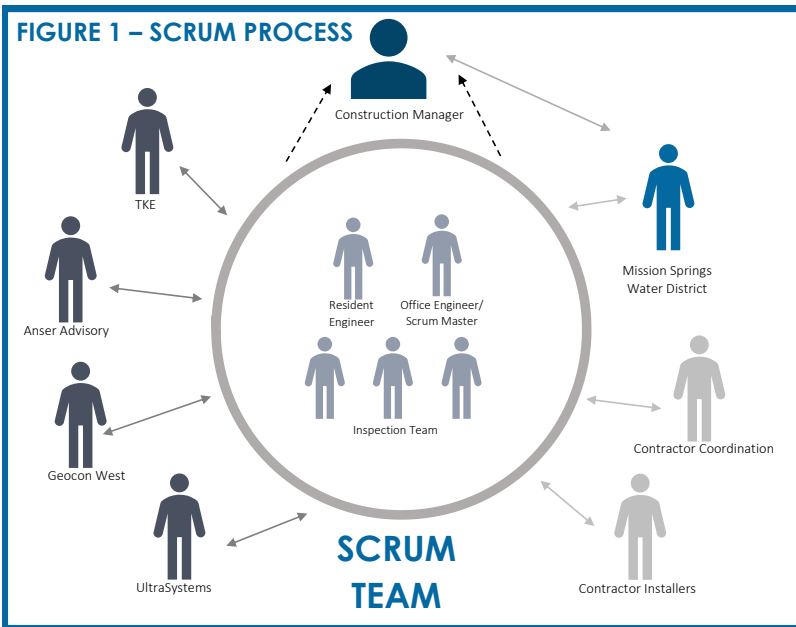 FIGURE 1 – SCRUM PROCESS
Construction Manager
TKE
Mission Springs
Water District
Anser Advisory
Resident
Engineer
Office Engineer/
Scrum Master
Inspection Team
Contractor Coordination
Geocon West
UltraSystems
Contractor Installers
SCRUM
TEAM